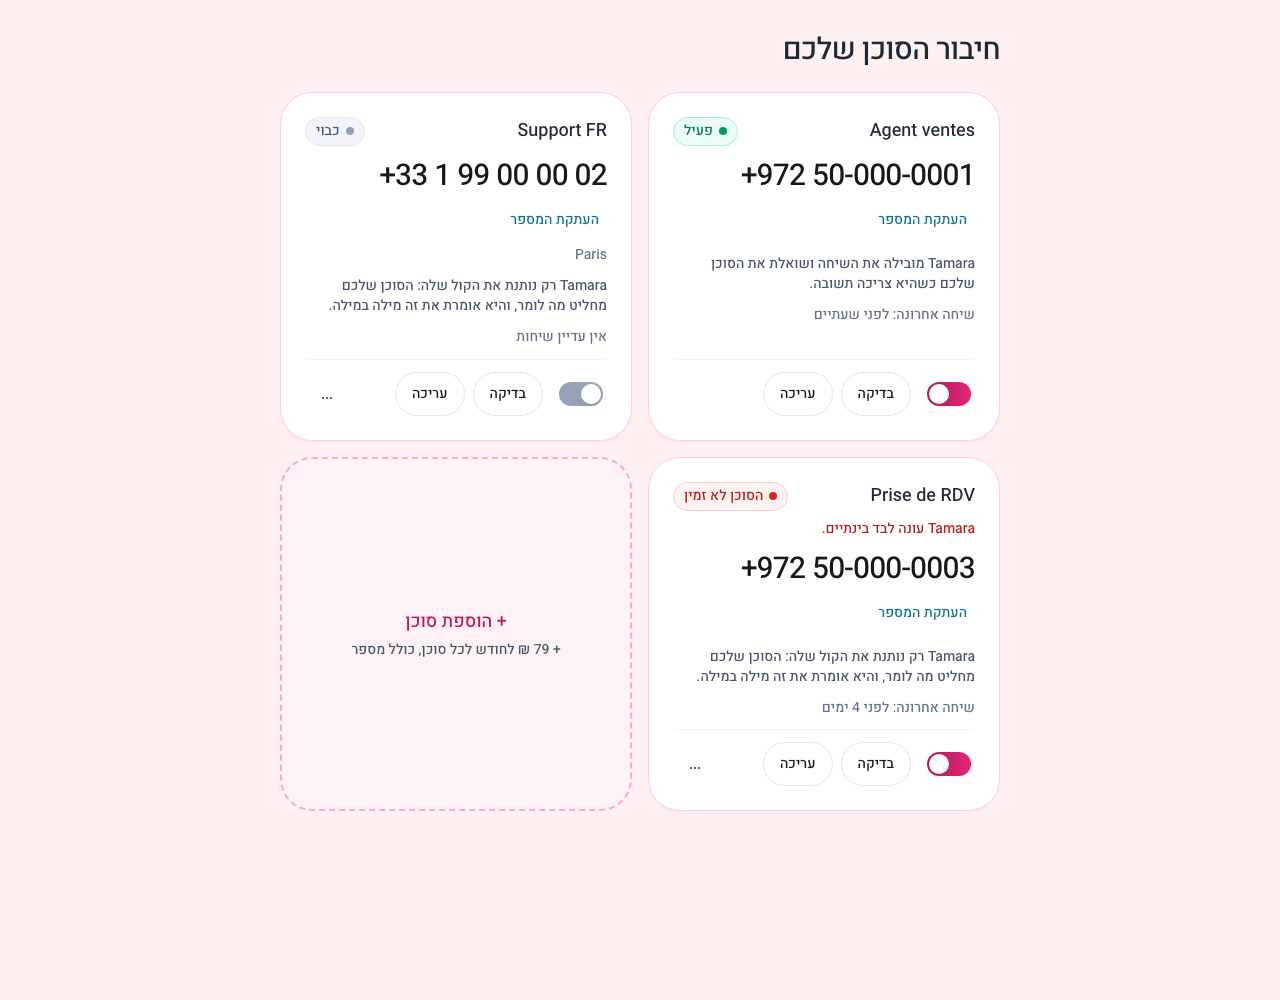 חיבור הסוכן שלכם
Agent ventes
פעיל
+972 50-000-0001
העתקת המספר
Tamara מובילה את השיחה ושואלת את הסוכן
שלכם כשהיא צריכה תשובה.
שיחה אחרונה: לפני שעתיים
בדיקה
עריכה
Support FR
כבוי
+33 1 99 00 00 02
העתקת המספר
Paris
Tamara רק נותנת את הקול שלה: הסוכן שלכם
מחליט מה לומר, והיא אומרת את זה מילה במילה.
אין עדיין שיחות
בדיקה
עריכה
...
Prise de RDV
הסוכן לא זמין
Tamara עונה לבד בינתיים.
+972 50-000-0003
העתקת המספר
Tamara רק נותנת את הקול שלה: הסוכן שלכם
מחליט מה לומר, והיא אומרת את זה מילה במילה.
שיחה אחרונה: לפני 4 ימים
בדיקה
עריכה
...
+ הוספת סוכן
+ 79 ₪ לחודש לכל סוכן, כולל מספר